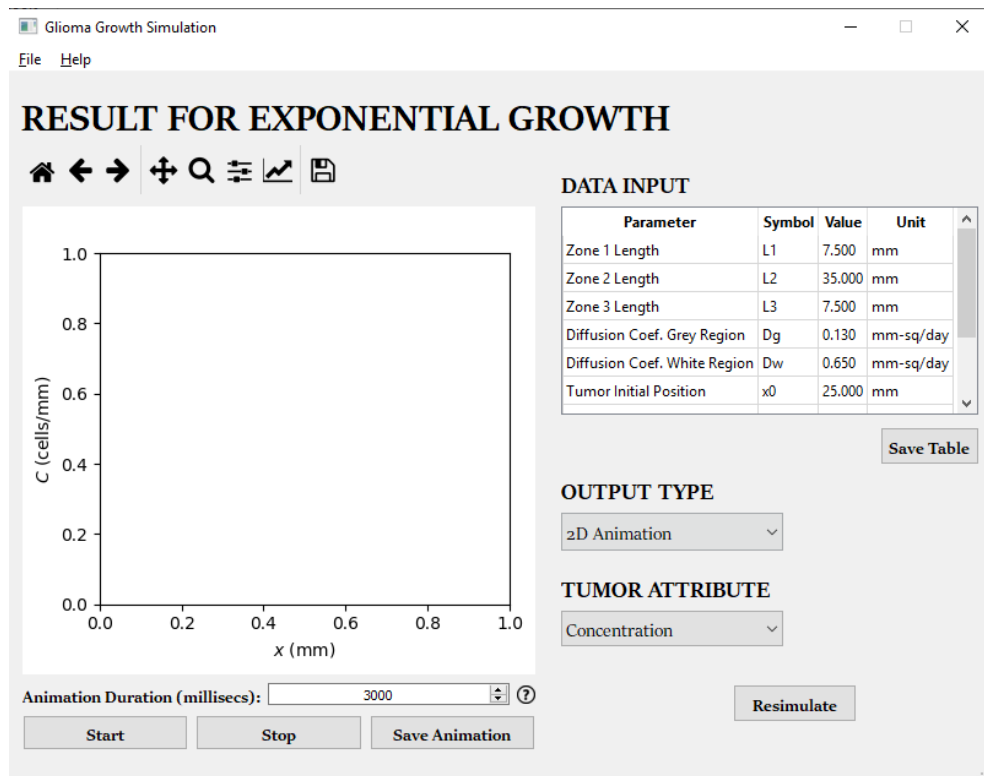 Glioma Growth Simulation
File Help
RESULT FOR EXPONENTIAL GROWTH
DATA INPUT
Parameter Symbol Value Unit
Zone 1 Length L1 7.500 mm
Zone 2 Length L2 35.000 mm
Zone 3 Length L3 7.500 mm
Diffusion Coef. Grey Region Dg 0.130 mm-sq/day
Diffusion Coef. White Region Dw 0.650 mm-sq/day
Tumor Initial Position x0 25.000 mm
Save Table
OUTPUT TYPE
2D Animation
TUMOR ATTRIBUTE
Concentration
Resimulate
1.0
0.8
0.6
0.4
0.2
0.0
C (cells/mm)
0.0 0.2 0.4 0.6 0.8 1.0
x (mm)
Animation Duration (millisecs): 3000 ?
Start Stop Save Animation